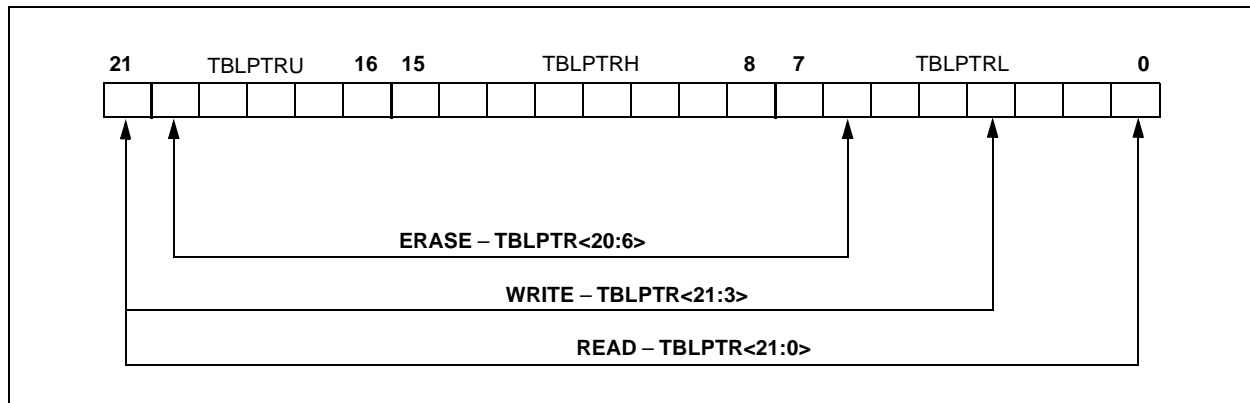 21 TBLPTRU 16 15 TBLPTRH 8 7 TBLPTRL 0
ERASE – TBLPTR<20:6>
WRITE – TBLPTR<21:3>
READ – TBLPTR<21:0>